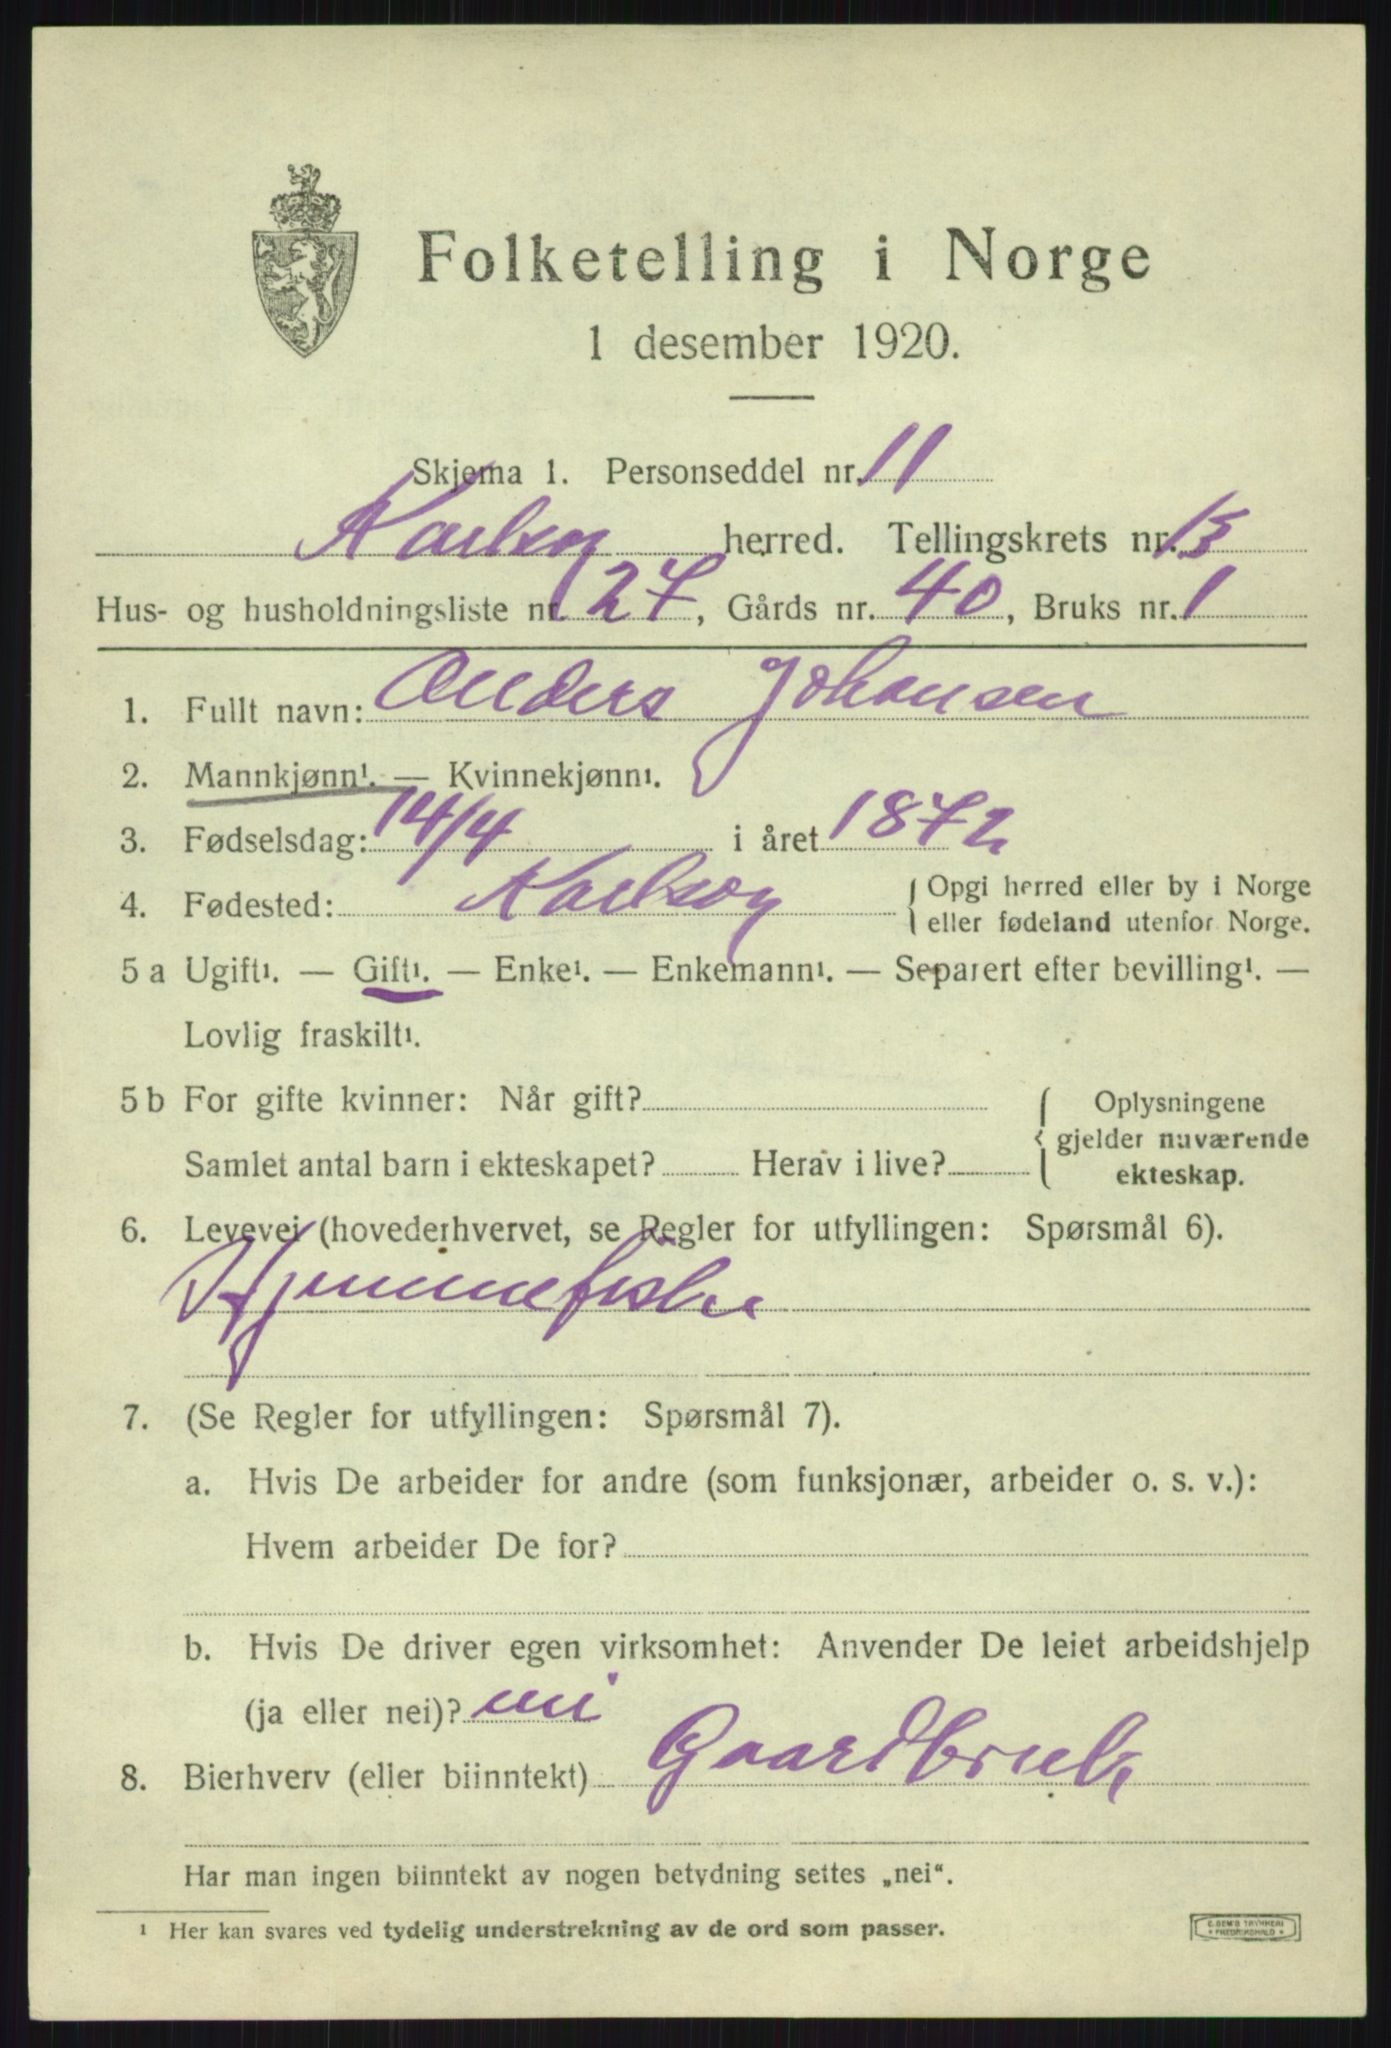 Folketelling i Norge
1 desember 1920.
Skjema 1. Personseddel nr. 11
Karlsøy herred. Tellingskrets nr. 13
Hus- og husholdningsliste nr. 27, Gårds nr. 40, Bruks nr. 1
1. Fullt navn: Anders Johansen
2. Mannkjønn¹. — Kvinnekjønn¹.
3. Fødselsdag: 14/4 i året 1872
4. Fødested: Karlsøy { Opgi herred eller by i Norge
eller fødeland utenfor Norge.
5 a Ugift¹. — Gift¹. — Enke¹. — Enkemann¹. — Separert efter bevilling¹. —
Lovlig fraskilt¹.
5 b For gifte kvinner: Når gift? { Oplysningene
gjelder nuværende
Samlet antal barn i ekteskapet? Herav i live? ekteskap.
6. Levevei (hovederhvervet, se Regler for utfyllingen: Spørsmål 6).
Hjemmefisker
7. (Se Regler for utfyllingen: Spørsmål 7).
a. Hvis De arbeider for andre (som funksjonær, arbeider o. s. v.):
Hvem arbeider De for?
b. Hvis De driver egen virksomhet: Anvender De leiet arbeidshjelp
(ja eller nei)? nei
8. Bierhverv (eller biinntekt) Gaardbruk
Har man ingen biinntekt av nogen betydning settes „nei“.
¹ Her kan svares ved tydelig understrekning av de ord som passer.